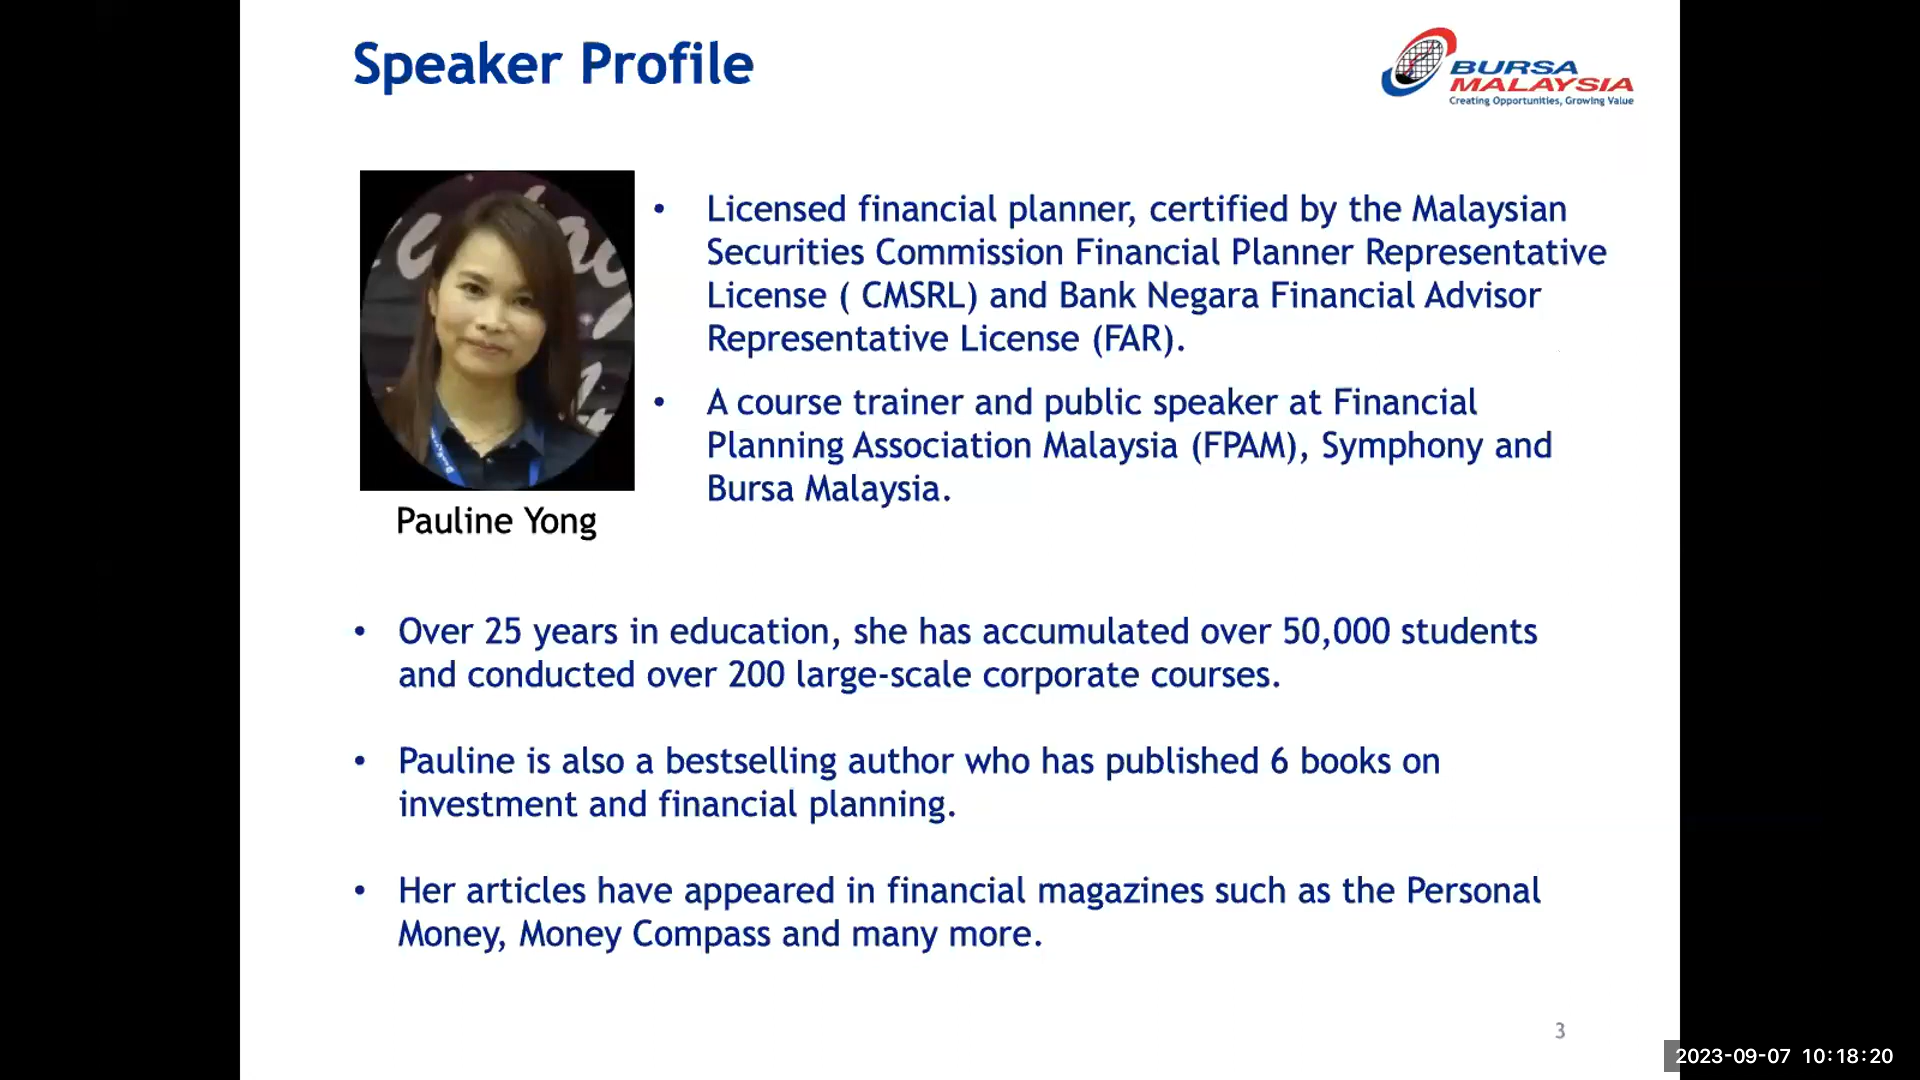 Speaker Profile
BURSA
MALAYSIA
Creating Opportunities, Growing Value
• Licensed financial planner, certified by the Malaysian
Securities Commission Financial Planner Representative
License ( CMSRL) and Bank Negara Financial Advisor
Representative License (FAR).
• A course trainer and public speaker at Financial
Planning Association Malaysia (FPAM), Symphony and
Bursa Malaysia.
Pauline Yong
• Over 25 years in education, she has accumulated over 50,000 students
and conducted over 200 large-scale corporate courses.
• Pauline is also a bestselling author who has published 6 books on
investment and financial planning.
• Her articles have appeared in financial magazines such as the Personal
Money, Money Compass and many more.
3
2023-09-07 10:18:20